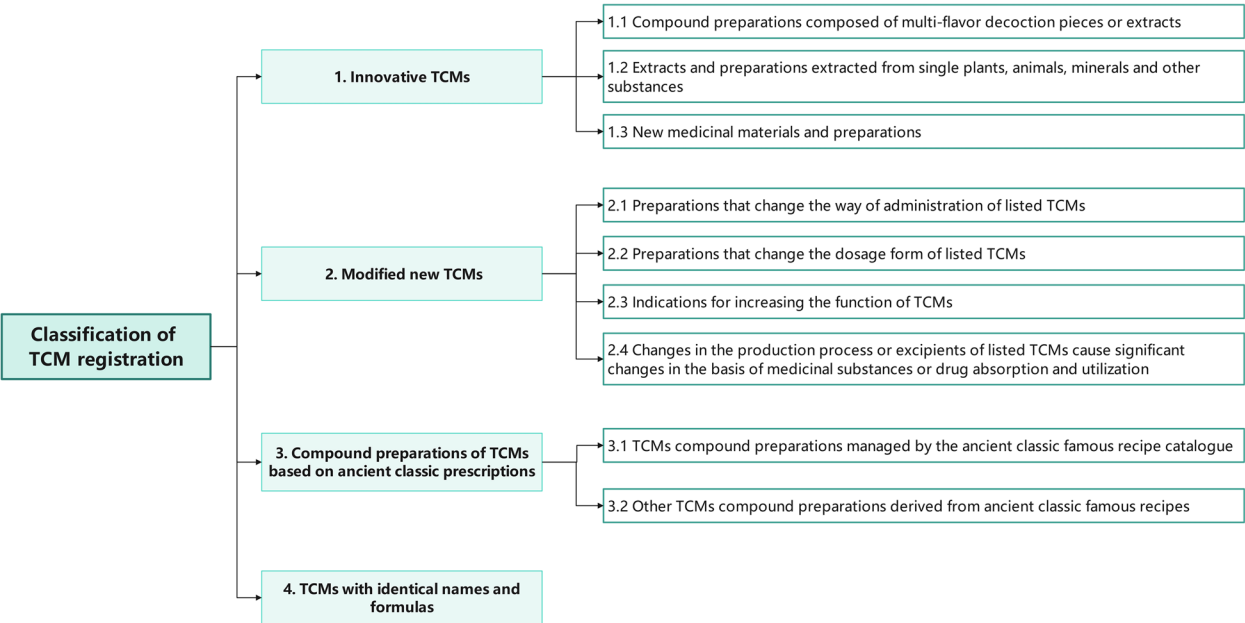 Classification of
TCM registration
1. Innovative TCMs
1.1 Compound preparations composed of multi-flavor decoction pieces or extracts
1.2 Extracts and preparations extracted from single plants, animals, minerals and other
substances
1.3 New medicinal materials and preparations
2. Modified new TCMs
2.1 Preparations that change the way of administration of listed TCMs
2.2 Preparations that change the dosage form of listed TCMs
2.3 Indications for increasing the function of TCMs
2.4 Changes in the production process or excipients of listed TCMs cause significant
changes in the basis of medicinal substances or drug absorption and utilization
3. Compound preparations of TCMs
based on ancient classic prescriptions
3.1 TCMs compound preparations managed by the ancient classic famous recipe catalogue
3.2 Other TCMs compound preparations derived from ancient classic famous recipes
4. TCMs with identical names and
formulas